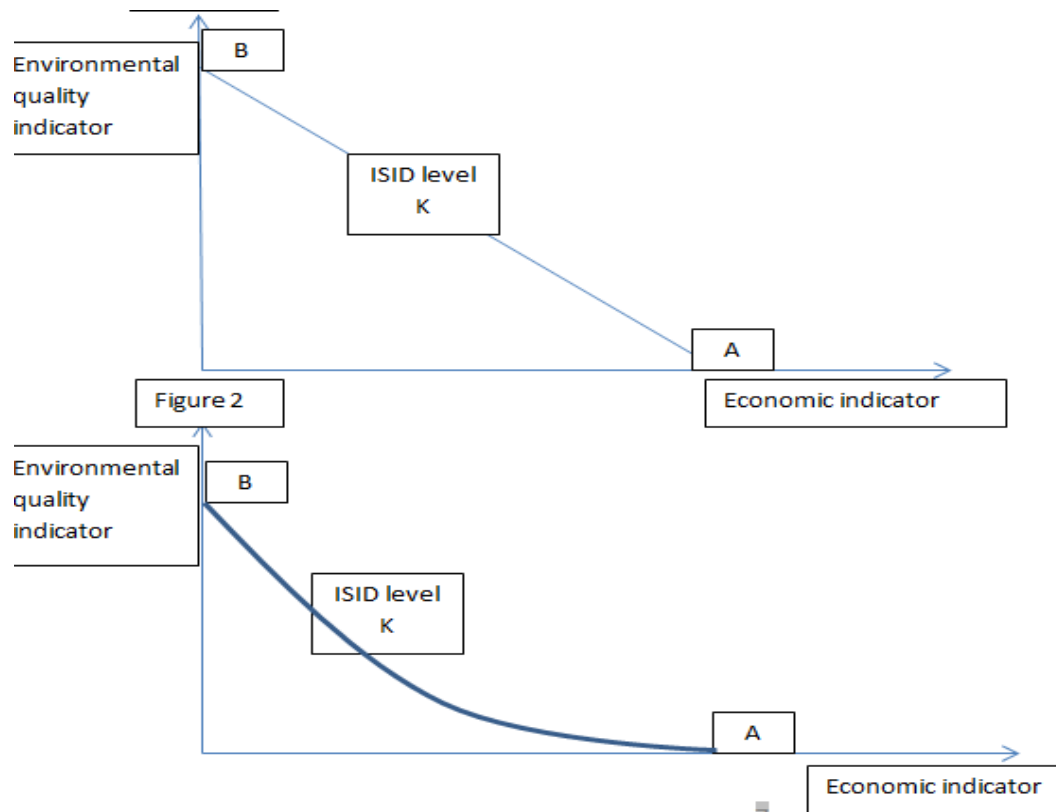 B
Environmental
quality
indicator
ISID level
K
A
Economic indicator
Figure 2
Environmental
quality
indicator
B
ISID level
K
A
Economic indicator